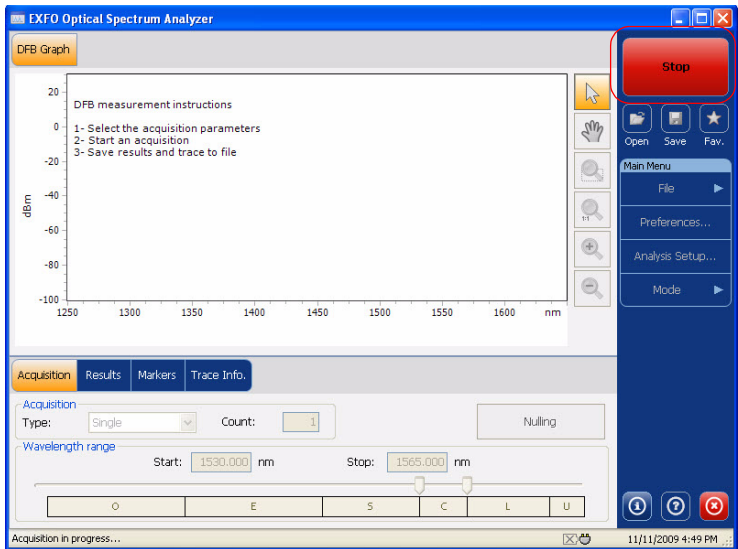 EXFO Optical Spectrum Analyzer
DFB Graph
Stop
20
0
-20
-40
-60
-80
-100
dBm
DFB measurement instructions
1- Select the acquisition parameters
2- Start an acquisition
3- Save results and trace to file
1250 1300 1350 1400 1450 1500 1550 1600 nm
1:1
Open Save Fav.
Main Menu
File
Preferences...
Analysis Setup...
Mode
Acquisition Results Markers Trace Info.
Acquisition
Type: Single Count: 1
Nulling
Wavelength range
Start: 1530.000 nm Stop: 1565.000 nm
O E S C L U
Acquisition in progress...
11/11/2009 4:49 PM